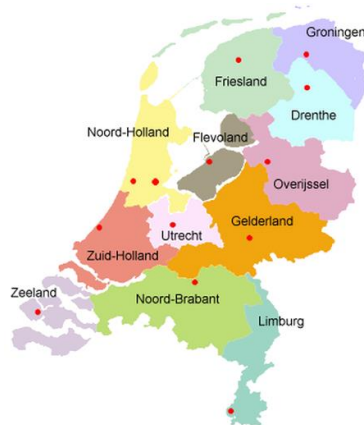 Groningen
Friesland
Drenthe
Noord-Holland
Flevoland
Overijssel
Gelderland
Utrecht
Zuid-Holland
Zeeland
Noord-Brabant
Limburg